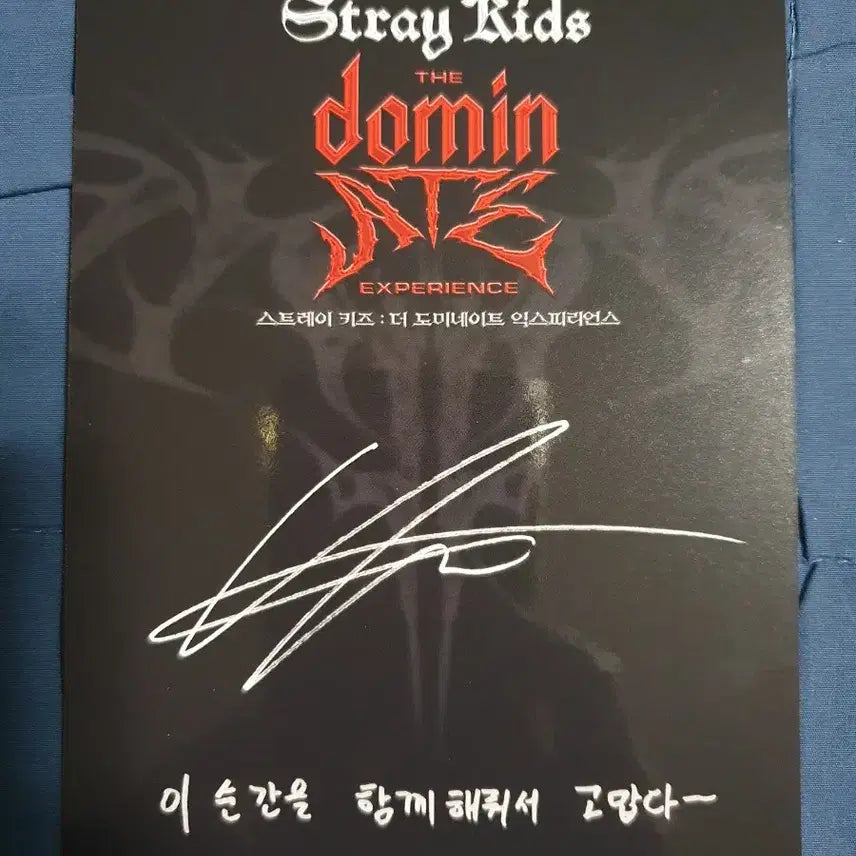 Stray Kids
THE
domin
ATE
EXPERIENCE
스트레이 키즈 : 더 도미네이트 익스피리언스
이 순간을 함께해줘서 고맙다~